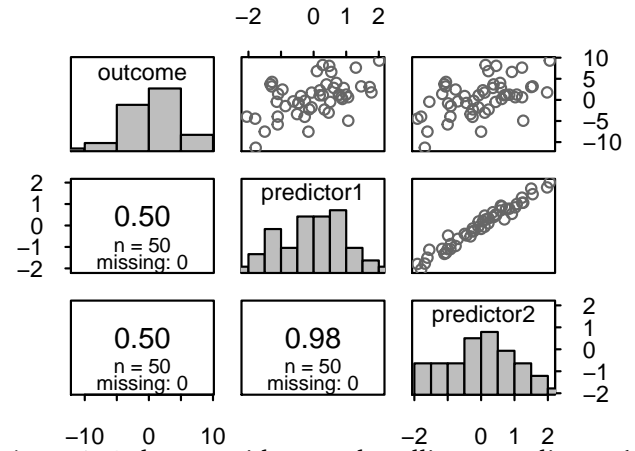 −2 0 1 2
outcome
10
5
0
−5
−10
2
1
0
−1
−2
0.50
n = 50
missing: 0
predictor1
0.50
n = 50
missing: 0
0.98
n = 50
missing: 0
predictor2
2
1
0
−1
−2
−10 0 10
−2 0 1 2